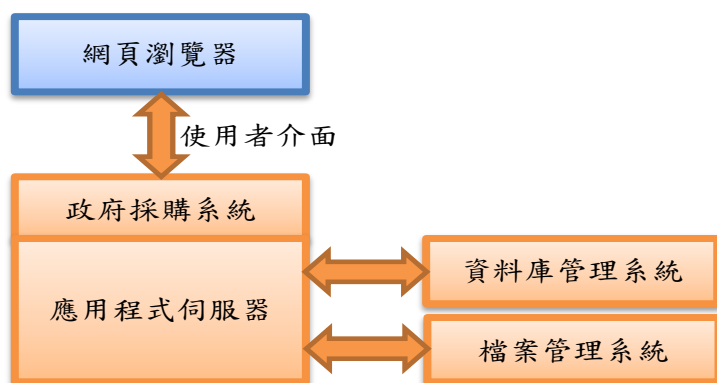 網頁瀏覽器
使用者介面
政府採購系統
應用程式伺服器
資料庫管理系統
檔案管理系統